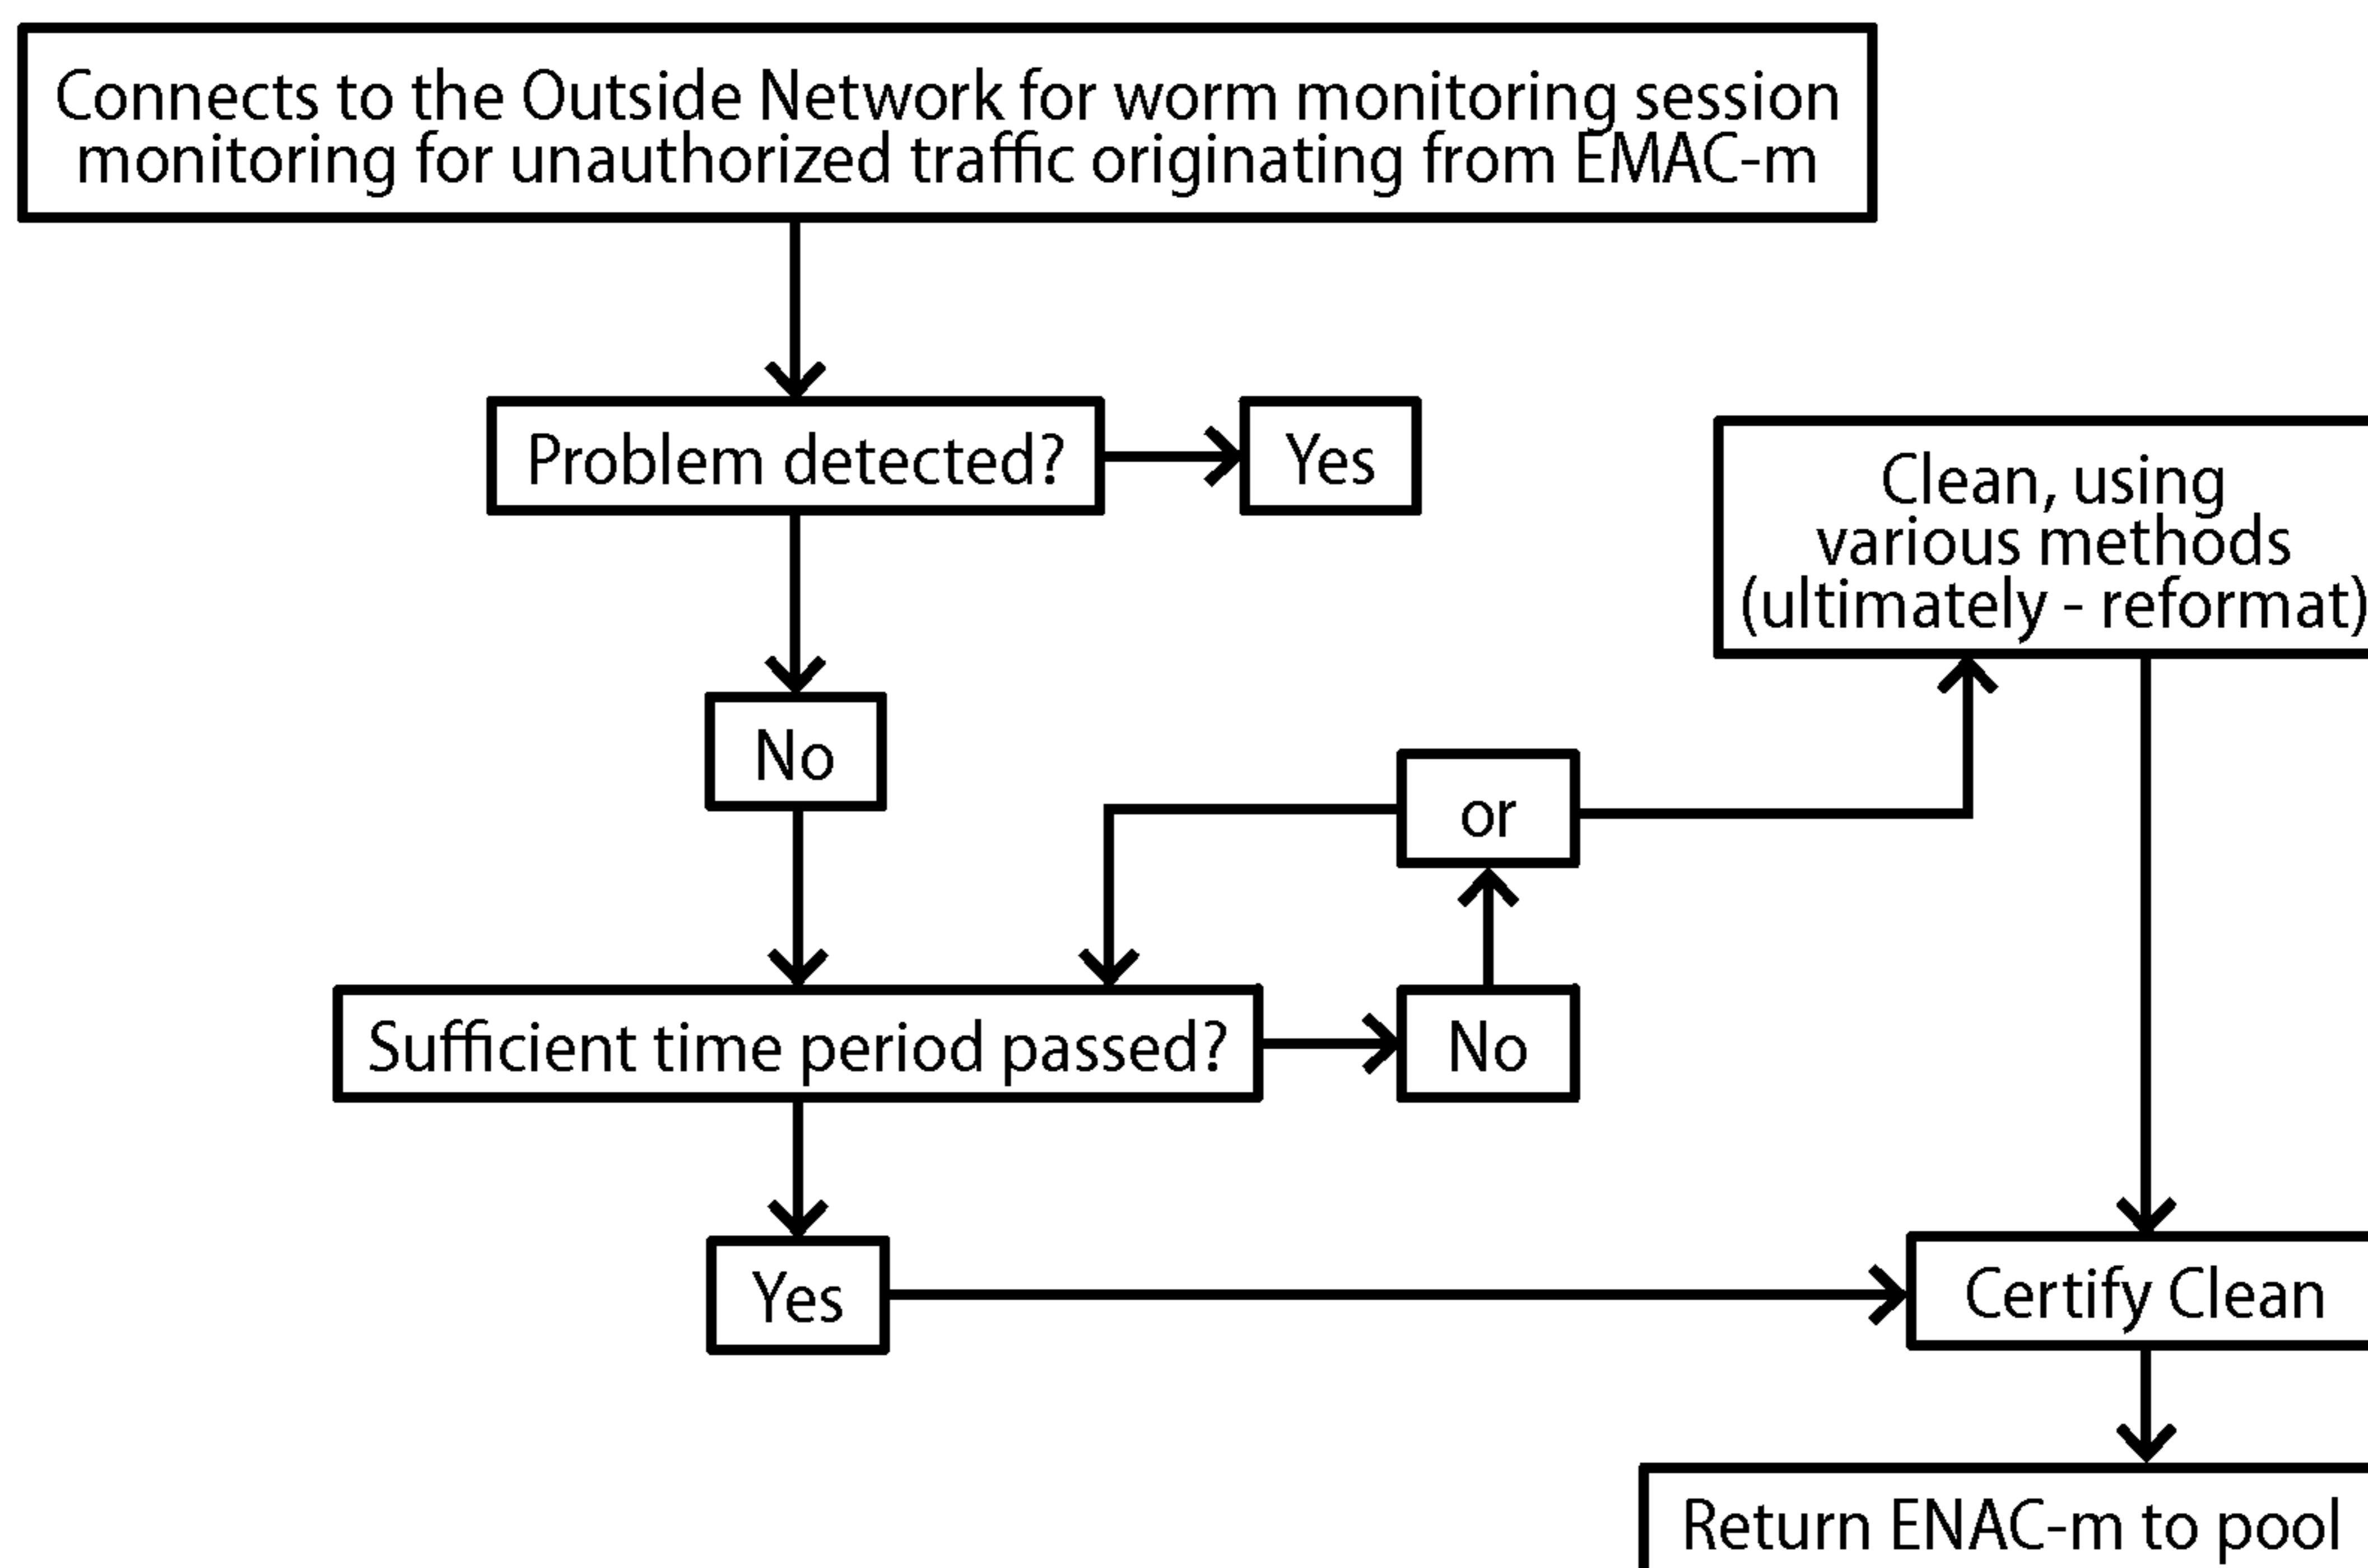 Connects to the Outside Network for worm monitoring session
monitoring for unauthorized traffic originating from EMAC-m
Problem detected?
Yes
Clean, using
various methods
(ultimately - reformat)
No
or
Sufficient time period passed?
No
Yes
Certify Clean
Return ENAC-m to pool